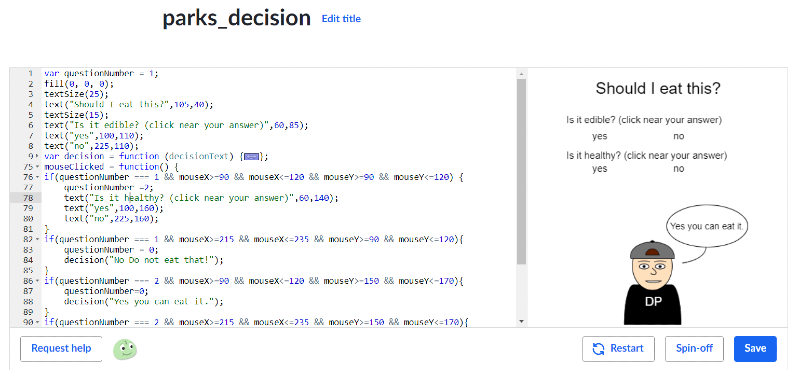 parks_decision Edit title
1 var questionNumber = 1;
2 fill(0, 0, 0);
3 textSize(25);
4 text("Should I eat this?",105,40);
5 textSize(15);
6 text("Is it edible? (click near your answer)",60,85);
7 text("yes",100,110);
8 text("no",225,110);
9 var decision = function (decisionText) {};
75 mouseClicked = function() {
76 if(questionNumber === 1 && mouseX>=90 && mouseX<=120 && mouseY>=90 && mouseY<=120) {
77 questionNumber =2;
78 text("Is it healthy? (click near your answer)",60,140);
79 text("yes",100,160);
80 text("no",225,160);
81 }
82 if(questionNumber === 1 && mouseX>=215 && mouseX<=235 && mouseY>=90 && mouseY<=120){
83 questionNumber = 0;
84 decision("No Do not eat that!");
85 }
86 if(questionNumber === 2 && mouseX>=90 && mouseX<=120 && mouseY>=150 && mouseY<=170){
87 questionNumber=0;
88 decision("Yes you can eat it.");
89 }
90 if(questionNumber === 2 && mouseX>=215 && mouseX<=235 && mouseY>=150 && mouseY<=170){
Should I eat this?
Is it edible? (click near your answer)
yes no
Is it healthy? (click near your answer)
yes no
Yes you can eat it.
DP
Request help
Restart
Spin-off
Save